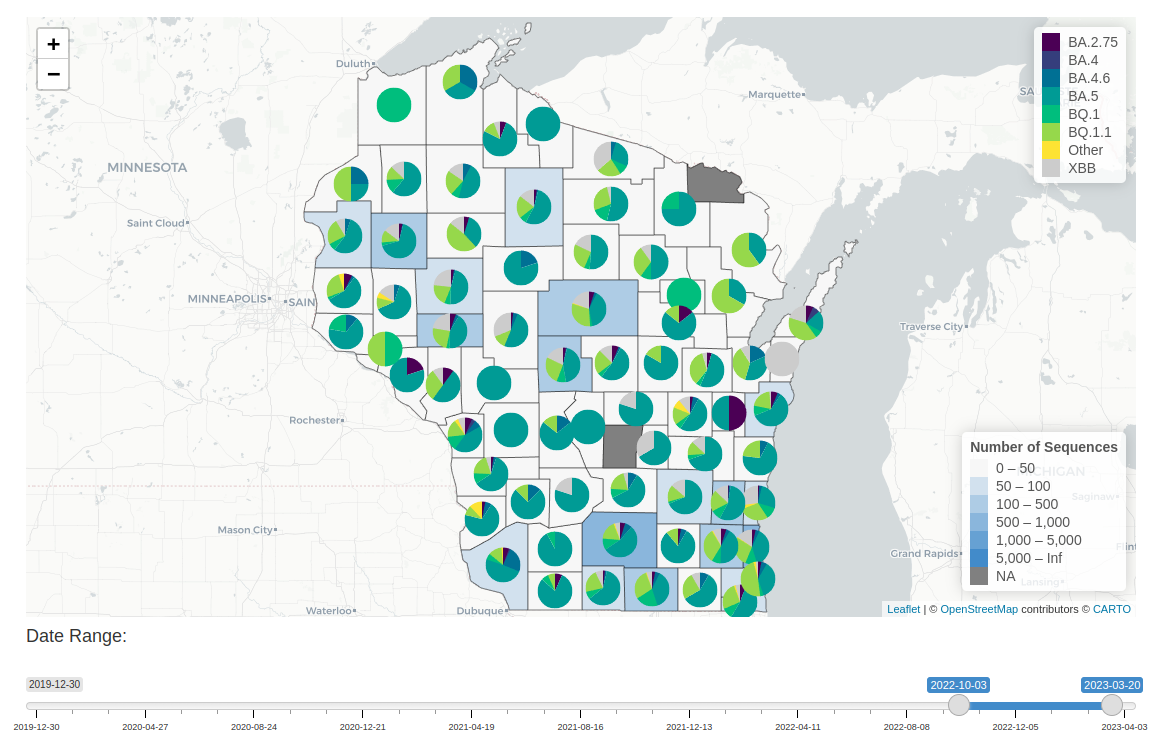 +
−
Duluth
Marquette
SA
MINNESOTA
Saint Cloud
MINNEAPOLIS
SAIN
Traverse City
Rochester
CHIGAN
Saginaw
Mason City
Grand Rapids
Flint
Lansing
Waterloo
Dubuque
BA.2.75
BA.4
BA.4.6
BA.5
BQ.1
BQ.1.1
Other
XBB
Number of Sequences
0 – 50
50 – 100
100 – 500
500 – 1,000
1,000 – 5,000
5,000 – Inf
NA
Leaflet | © OpenStreetMap contributors © CARTO
Date Range:
2019-12-30
2022-10-03
2023-03-20
2019-12-30
2020-04-27
2020-08-24
2020-12-21
2021-04-19
2021-08-16
2021-12-13
2022-04-11
2022-08-08
2022-12-05
2023-04-03